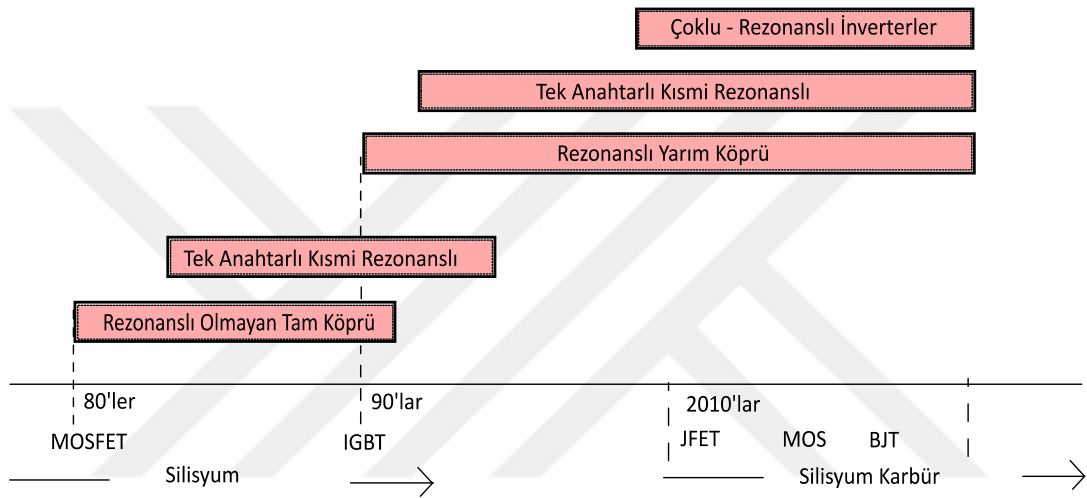 Çoklu - Rezonanslı İnverterler
Tek Anahtarlı Kısmi Rezonanslı
Rezonanslı Yarım Köprü
Tek Anahtarlı Kısmi Rezonanslı
Rezonanslı Olmayan Tam Köprü
80'ler 90'lar 2010'lar
MOSFET IGBT JFET MOS BJT
Silisyum Silisyum Karbür